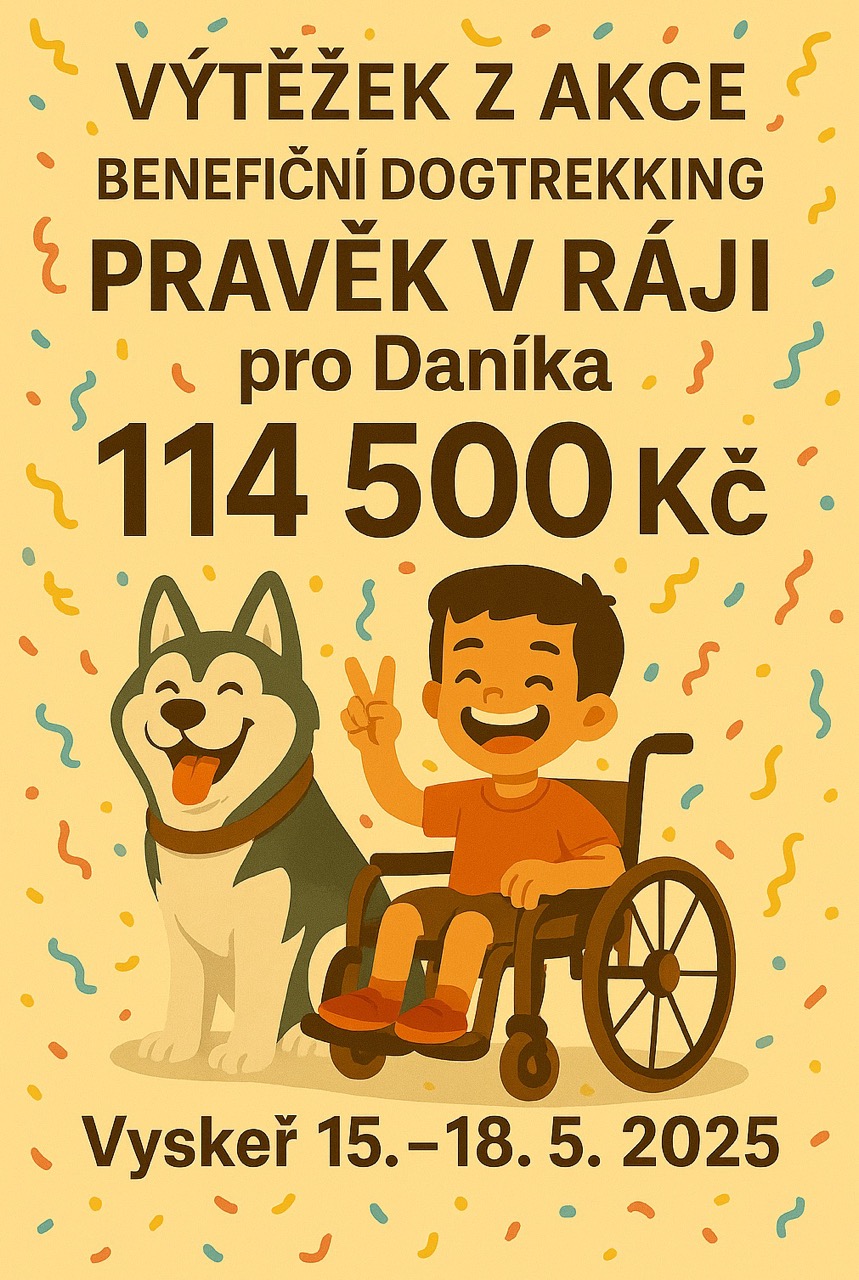 VÝTĚŽEK Z AKCE
BENEFIČNÍ DOGTREKKING
PRAVĚK V RÁJI
pro Daníka
114 500 Kč
Vyskeř 15.–18. 5. 2025